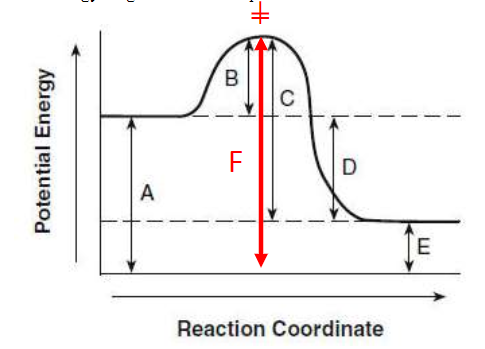 ‡
B
C
Potential Energy
F
D
A
E
Reaction Coordinate